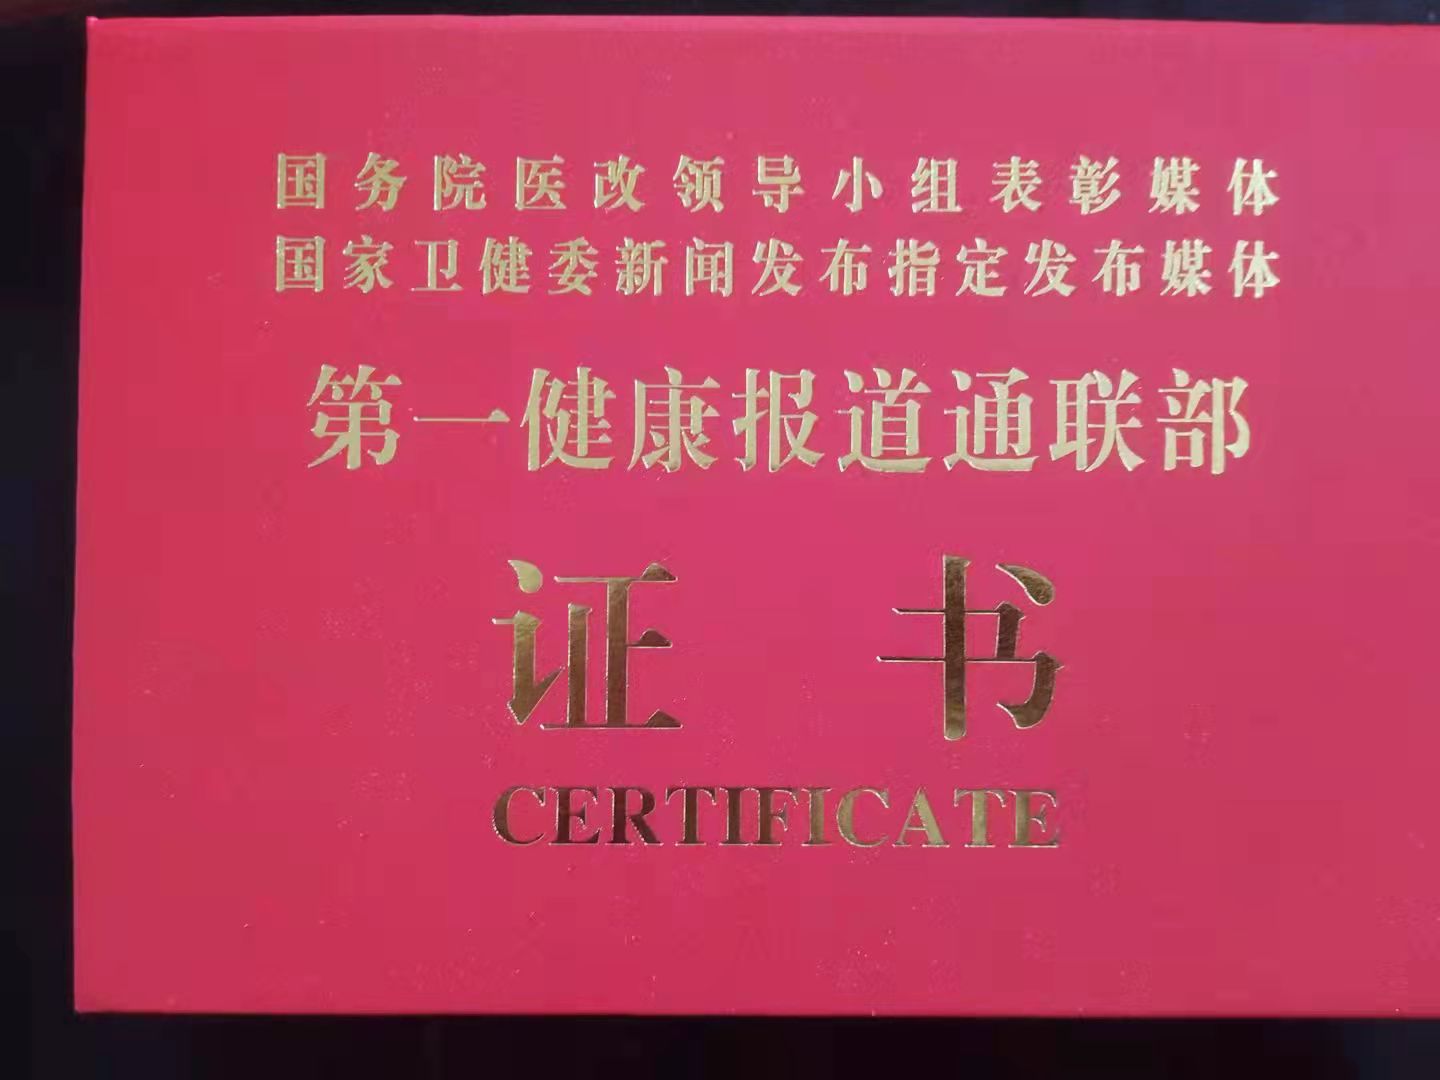 国务院医改领导小组表彰媒体
国家卫健委新闻发布指定发布媒体
第一健康报道通联部
证书
CERTIFICATE